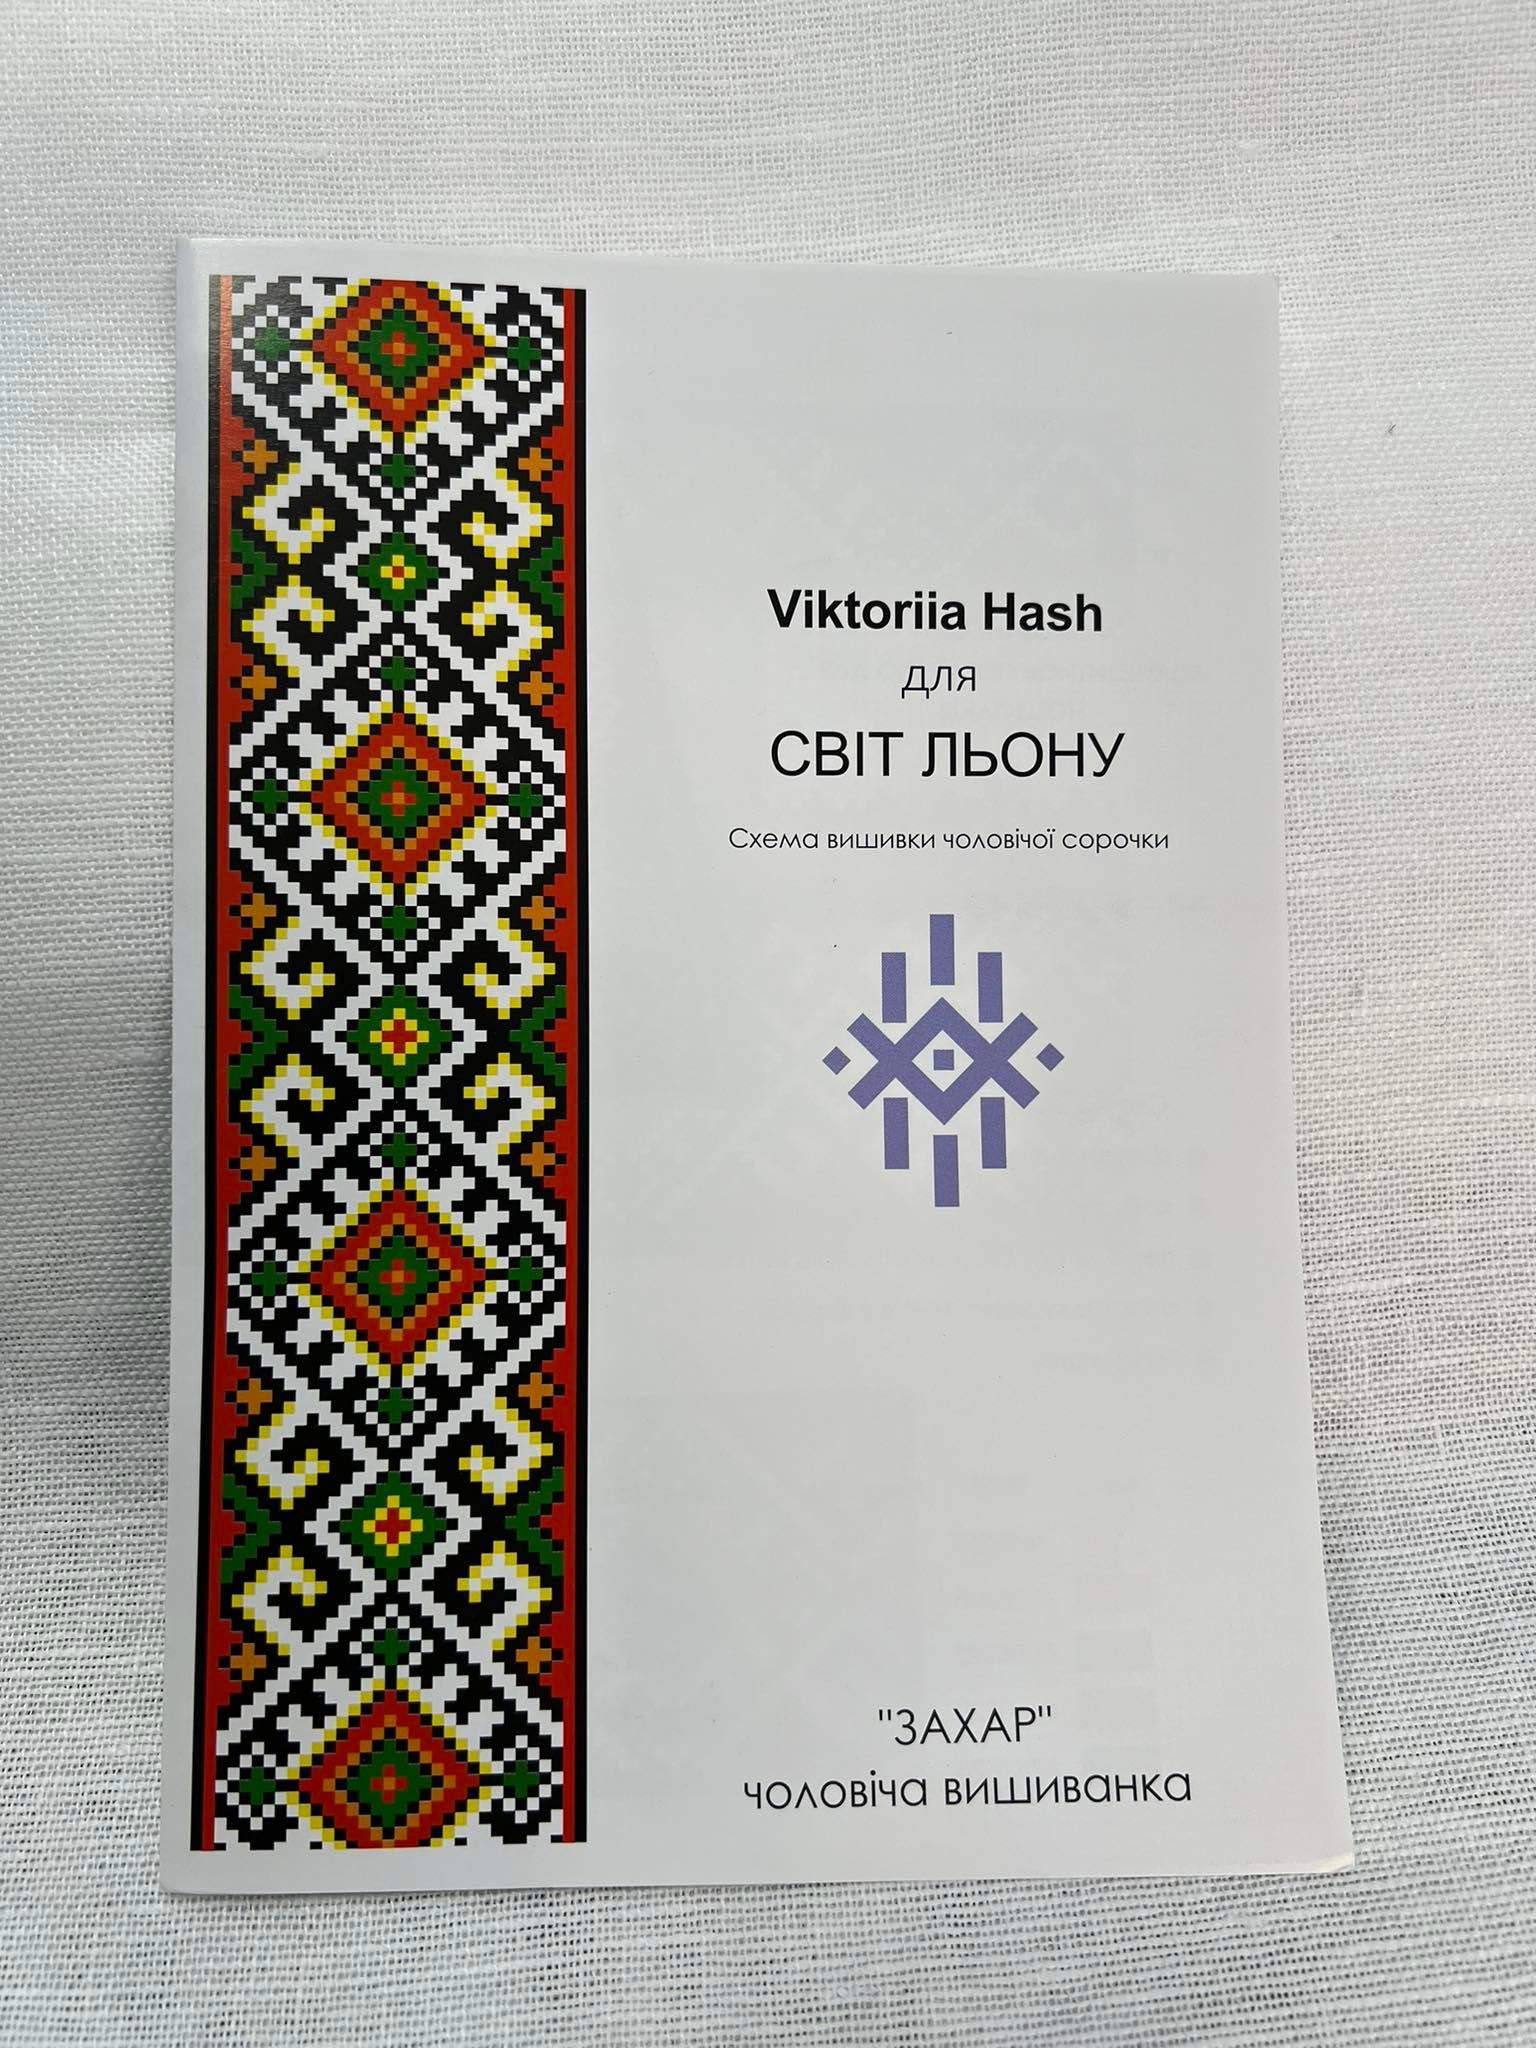 Viktoriia Hash
для
СВІТ ЛЬОНУ
Схема вишивки чоловічої сорочки
"ЗАХАР"
чоловіча вишиванка